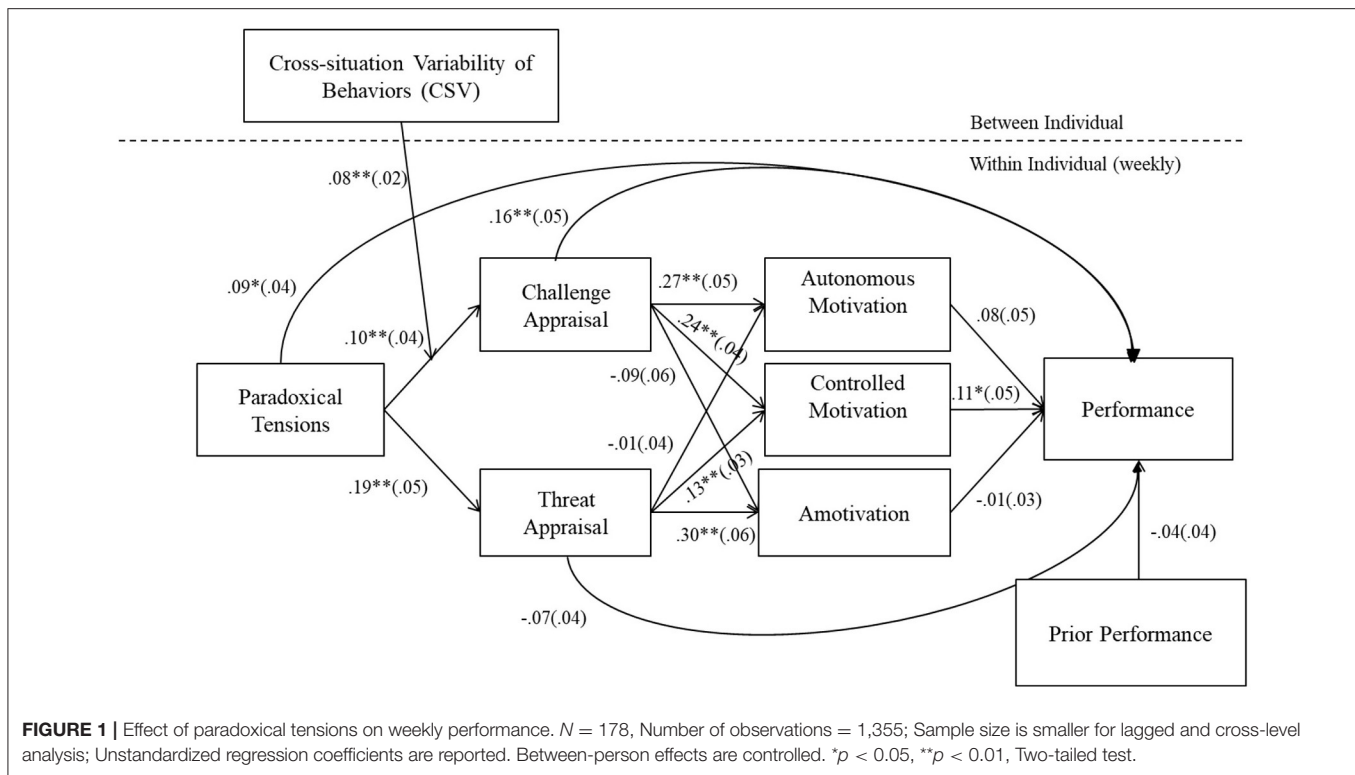 Cross-situation Variability of
Behaviors (CSV)
Between Individual
Within Individual (weekly)
.08**(.02)
.16**(.05)
.09*(.04)
Challenge
Appraisal
.27**(.05)
Autonomous
Motivation
.08(.05)
.10**(.04)
.24**(.04)
-.09(.06)
Paradoxical
Tensions
Controlled
Motivation
.11*(.05)
Performance
-.01(.04)
.13**(.03)
.19**(.05)
Threat
Appraisal
.30**(.06)
Amotivation
-.01(.03)
-.04(.04)
-.07(.04)
Prior Performance
FIGURE 1 | Effect of paradoxical tensions on weekly performance. N = 178, Number of observations = 1,355; Sample size is smaller for lagged and cross-level
analysis; Unstandardized regression coefficients are reported. Between-person effects are controlled. *p < 0.05, **p < 0.01, Two-tailed test.